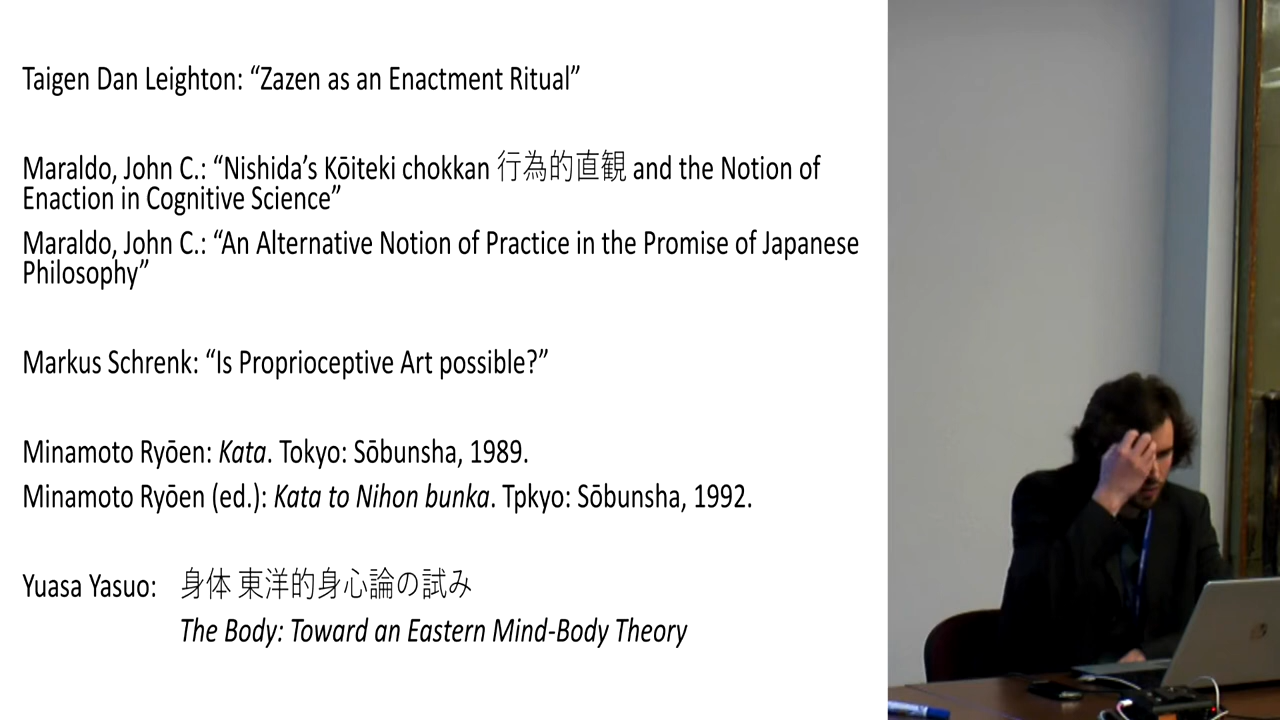 Taigen Dan Leighton: “Zazen as an Enactment Ritual”
Maraldo, John C.: “Nishida’s Kōiteki chokkan 行為的直観 and the Notion of
Enaction in Cognitive Science”
Maraldo, John C.: “An Alternative Notion of Practice in the Promise of Japanese
Philosophy”
Markus Schrenk: “Is Proprioceptive Art possible?”
Minamoto Ryōen: Kata. Tokyo: Sōbunsha, 1989.
Minamoto Ryōen (ed.): Kata to Nihon bunka. Tpkyo: Sōbunsha, 1992.
Yuasa Yasuo: 身体 東洋的身心論の試み
The Body: Toward an Eastern Mind-Body Theory